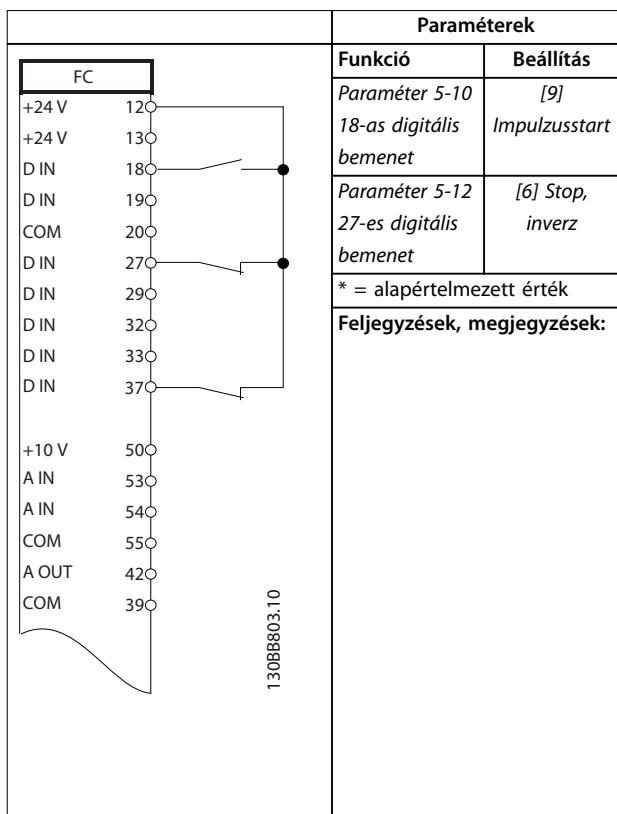 FC
+24 V 12
+24 V 13
D IN 18
D IN 19
COM 20
D IN 27
D IN 29
D IN 32
D IN 33
D IN 37
+10 V 50
A IN 53
A IN 54
COM 55
A OUT 42
COM 39
130BB803.10
Paraméterek
Funkció Beállítás
Paraméter 5-10 [9]
18-as digitális Impulzusstart
bemenet
Paraméter 5-12 [6] Stop,
27-es digitális inverz
bemenet
* = alapértelmezett érték
Feljegyzések, megjegyzések: